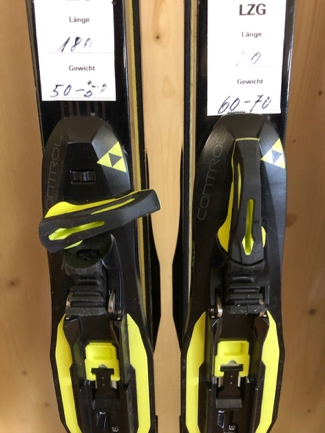 Länge
180
Gewicht
CONTROL
LZG
Länge
Gewicht
60-70
CONTROL